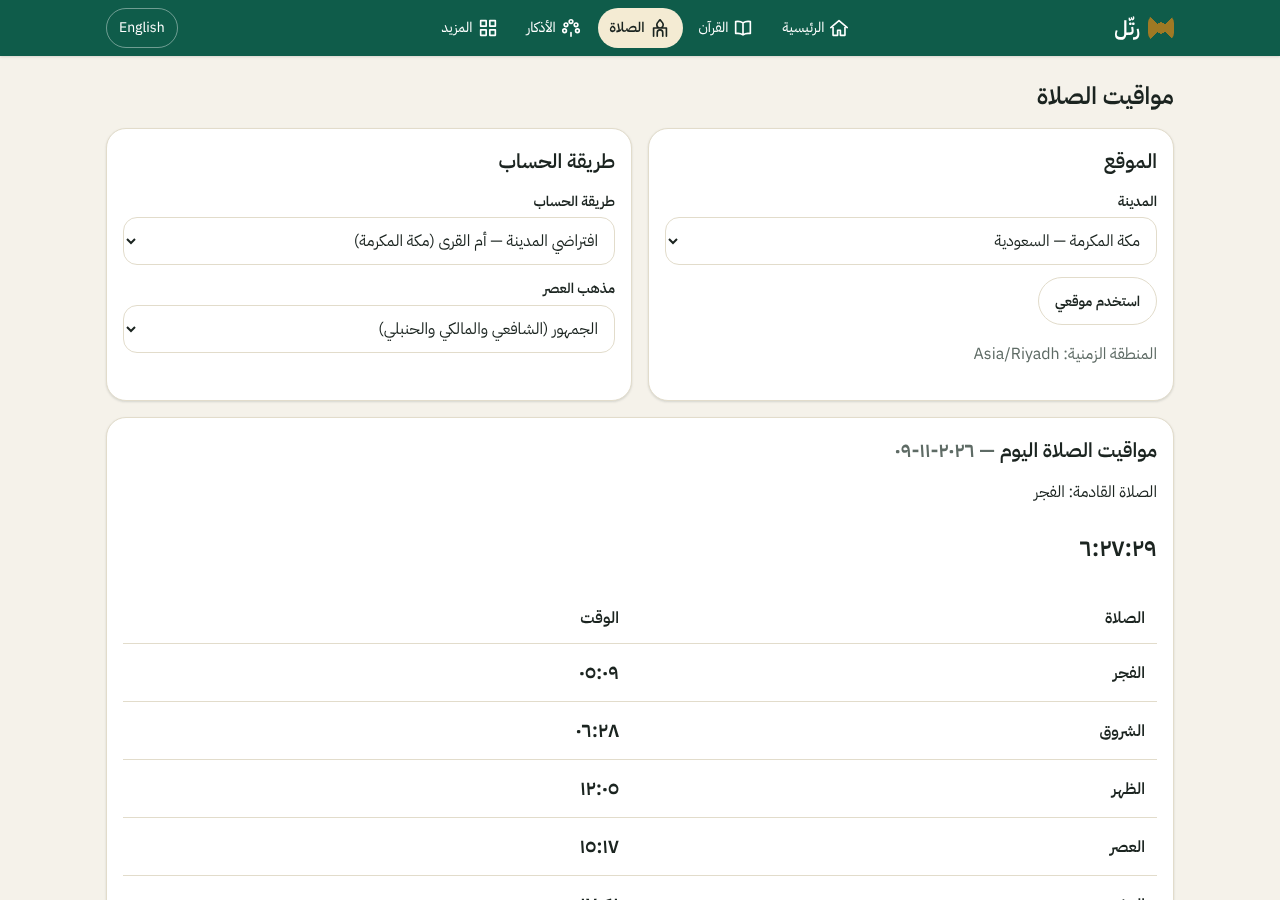 رتّل
الرئيسية
القرآن
الصلاة
الأذكار
المزيد
English
مواقيت الصلاة
الموقع
المدينة
مكة المكرمة — السعودية
استخدم موقعي
المنطقة الزمنية: Asia/Riyadh
طريقة الحساب
طريقة الحساب
افتراضي المدينة — أم القرى (مكة المكرمة)
مذهب العصر
الجمهور (الشافعي والمالكي والحنبلي)
مواقيت الصلاة اليوم — ٢٠٢٦-١١-٠٩
الصلاة القادمة: الفجر
٦:٢٧:٢٩
الصلاة الوقت
الفجر ٠٥:٠٩
الشروق ٠٦:٢٨
الظهر ١٢:٠٥
العصر ١٥:١٧